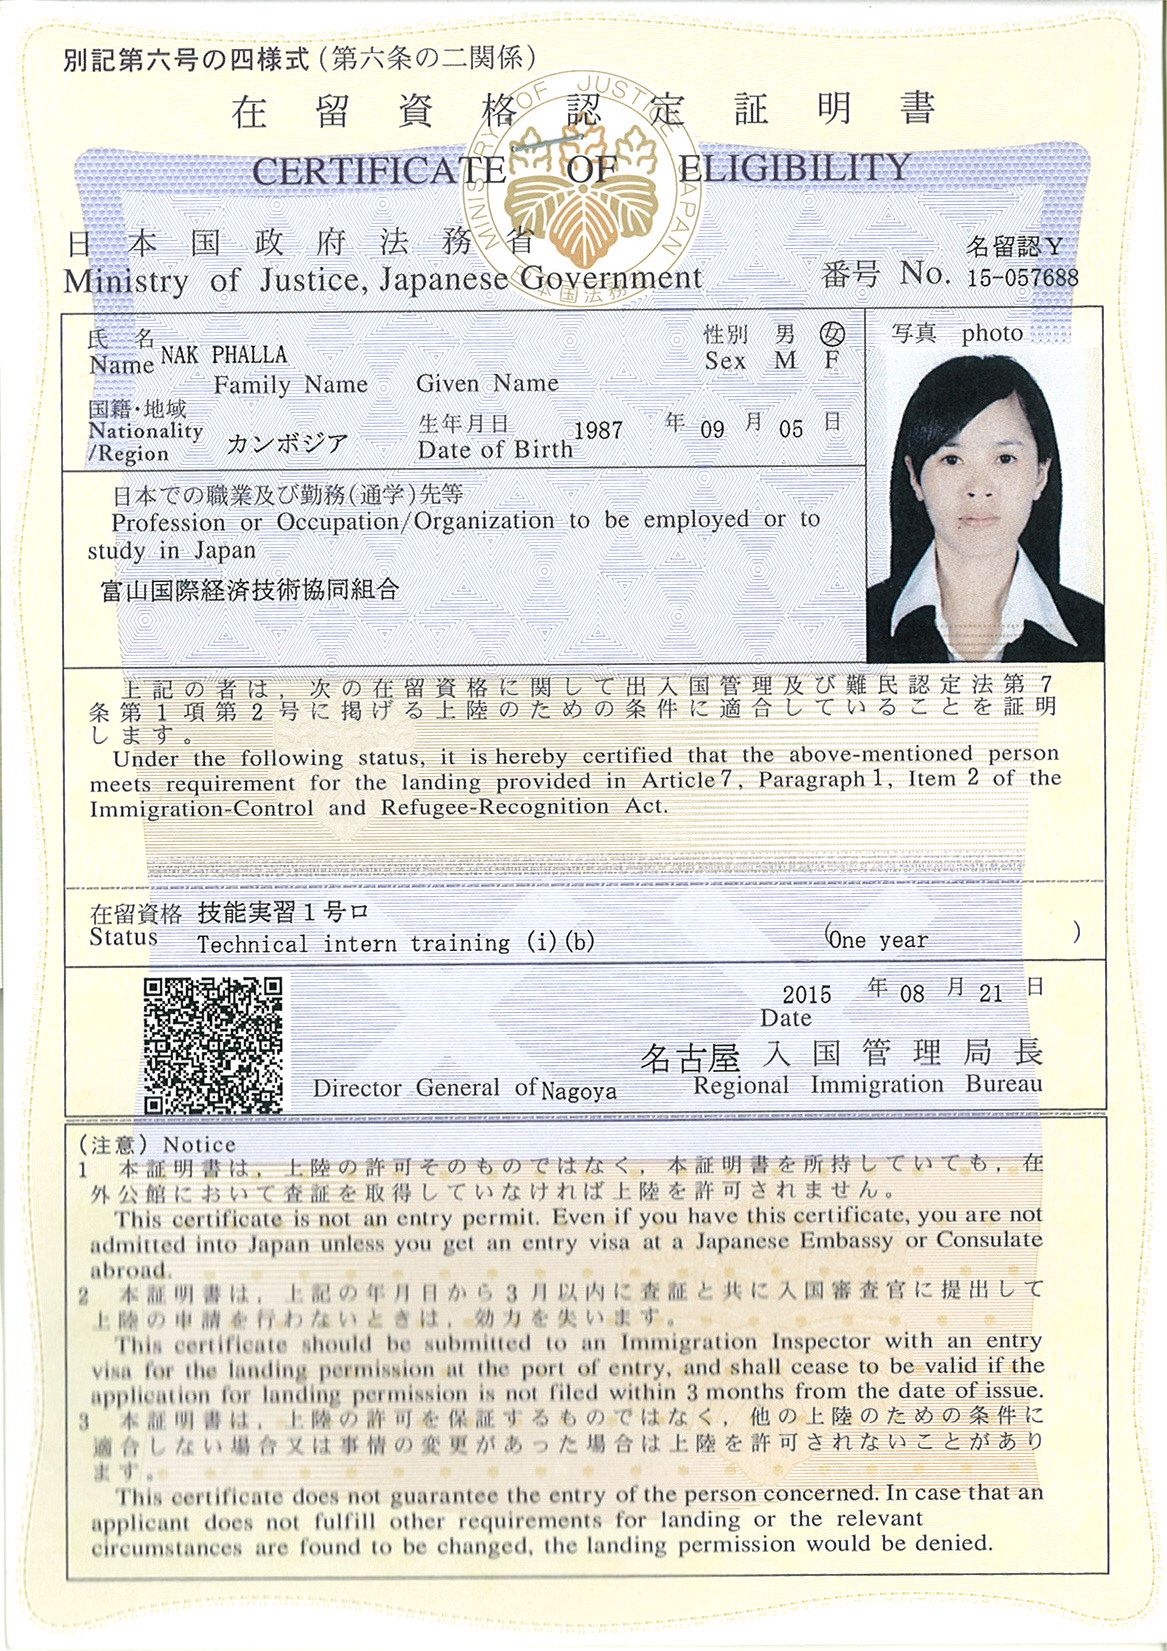 別記第六号の四様式(第六条の二関係)
在留資格認定証明書
CERTIFICATE OF ELIGIBILITY
MINISTRY OF JUSTICE JAPAN
日本国政府法務省
Ministry of Justice, Japanese Government
名留認Y
番号 No. 15-057688
氏名
Name NAK PHALLA
Family Name Given Name
性別 男 女
Sex M F
写真 photo
国籍・地域
Nationality
/Region カンボジア
生年月日
Date of Birth 1987 年 09 月 05 日
日本での職業及び勤務(通学)先等
Profession or Occupation/Organization to be employed or to
study in Japan
富山国際経済技術協同組合
上記の者は, 次の在留資格に関して出入国管理及び難民認定法第7
条第1項第2号に掲げる上陸のための条件に適合していることを証明
します。
Under the following status, it is hereby certified that the above-mentioned person
meets requirement for the landing provided in Article 7, Paragraph 1, Item 2 of the
Immigration-Control and Refugee-Recognition Act.
在留資格 技能実習1号ロ
Status Technical intern training (i)(b) (One year )
2015 年 08 月 21 日
Date
名古屋 入国管理局長
Director General of Nagoya Regional Immigration Bureau
(注意) Notice
1 本証明書は, 上陸の許可そのものではなく, 本証明書を所持していても, 在
外公館において査証を取得していなければ上陸を許可されません。
This certificate is not an entry permit. Even if you have this certificate, you are not
admitted into Japan unless you get an entry visa at a Japanese Embassy or Consulate
abroad.
2 本証明書は, 上記の年月日から3月以内に査証と共に入国審査官に提出して
上陸の申請を行わないときは, 効力を失います。
This certificate should be submitted to an Immigration Inspector with an entry
visa for the landing permission at the port of entry, and shall cease to be valid if the
application for landing permission is not filed within 3 months from the date of issue.
3 本証明書は, 上陸の許可を保証するものではなく, 他の上陸のための条件に
適合しない場合又は事情の変更があった場合は上陸を許可されないことがあり
ます。
This certificate does not guarantee the entry of the person concerned. In case that an
applicant does not fulfill other requirements for landing or the relevant
circumstances are found to be changed, the landing permission would be denied.